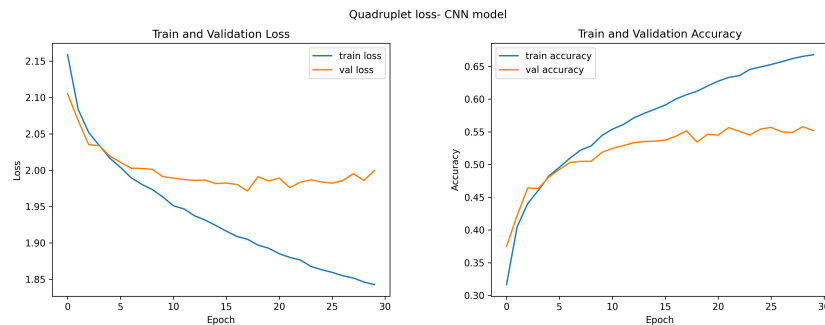 Quadruplet loss- CNN model
Train and Validation Loss
train loss
val loss
2.15
2.10
2.05
2.00
1.95
1.90
1.85
Loss
0 5 10 15 20 25 30
Epoch
Train and Validation Accuracy
train accuracy
val accuracy
0.65
0.60
0.55
0.50
0.45
0.40
0.35
0.30
Accuracy
0 5 10 15 20 25 30
Epoch